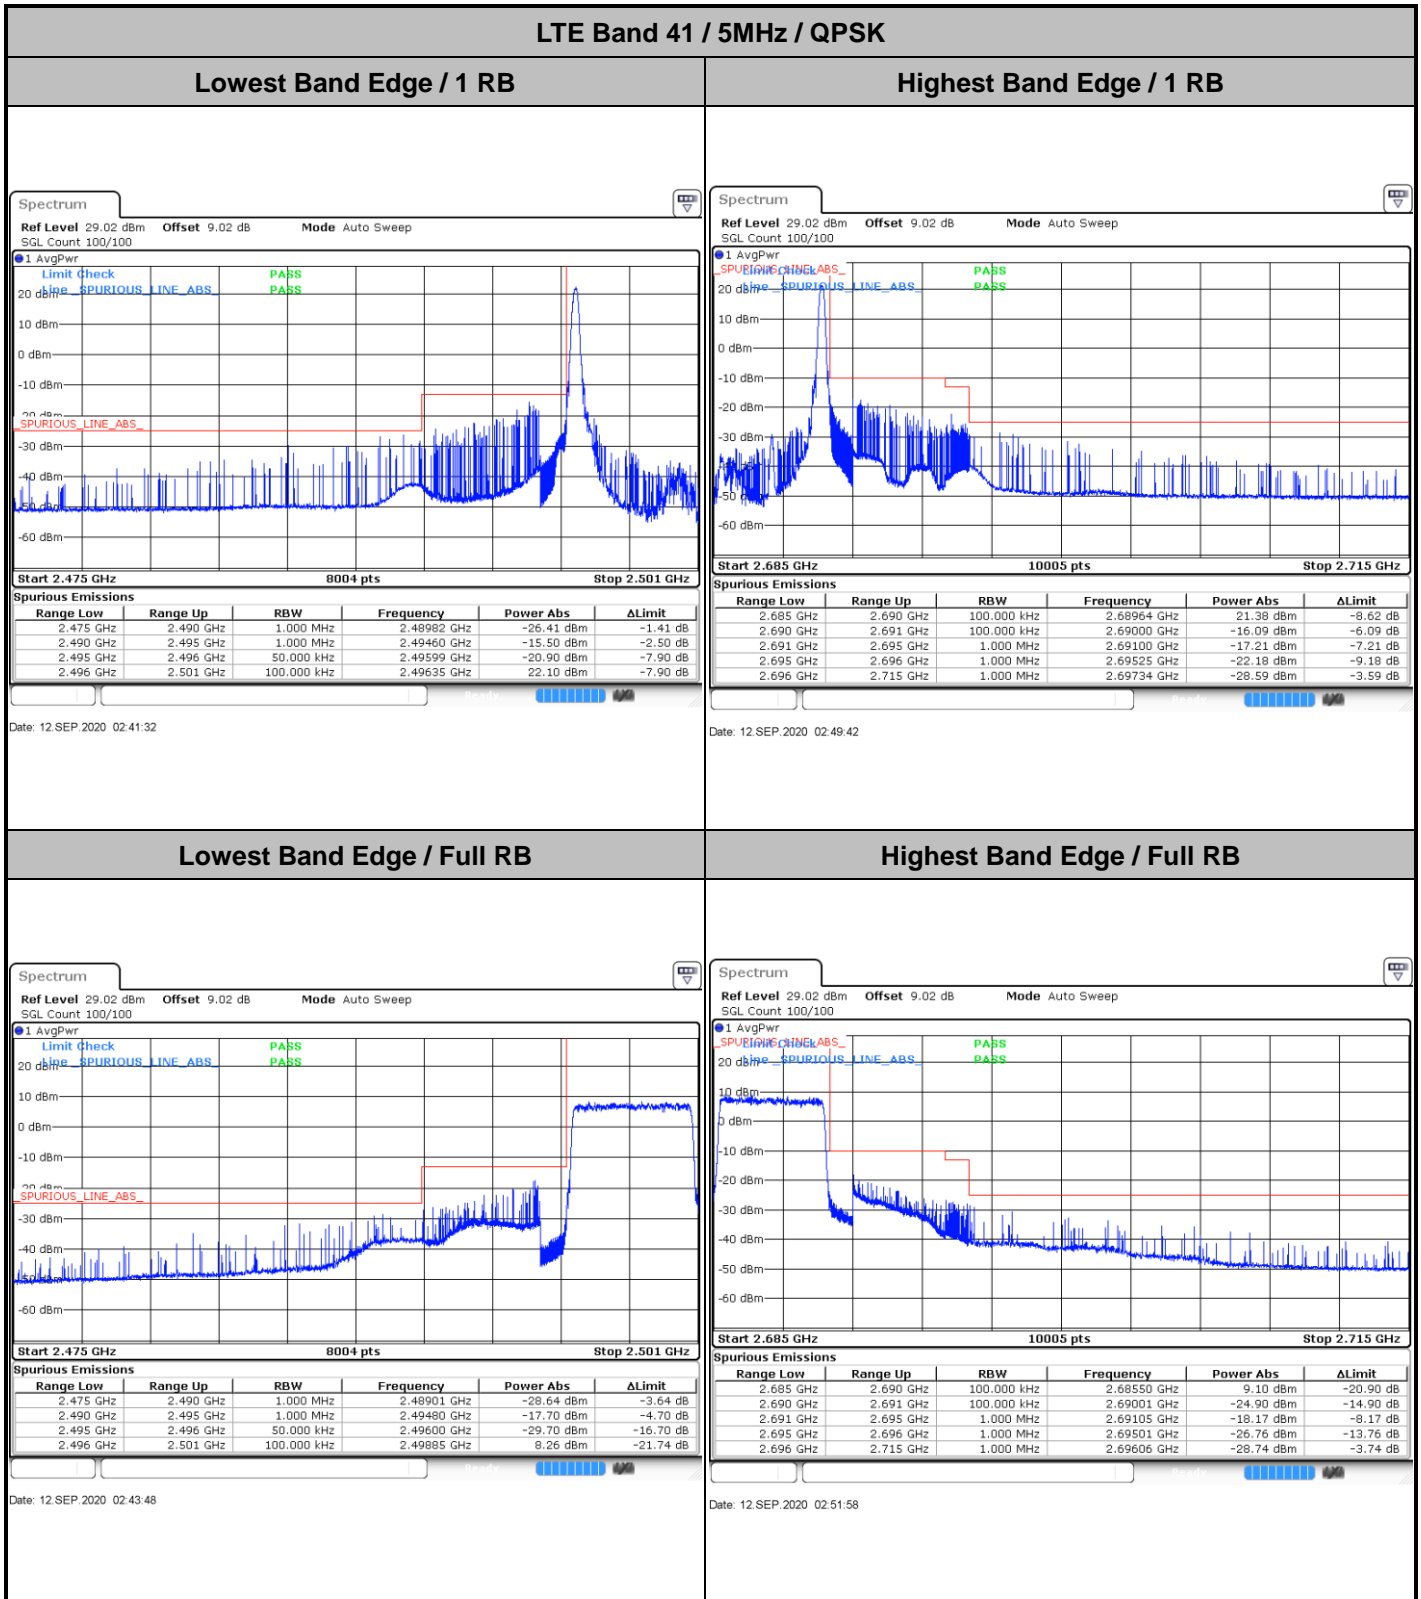 LTE Band 41 / 5MHz / QPSK
Lowest Band Edge / 1 RB
Highest Band Edge / 1 RB
Spectrum
Ref Level 29.02 dBm Offset 9.02 dB Mode Auto Sweep
SGL Count 100/100
1 AvgPwr
Limit Check PASS
Line _SPURIOUS_LINE_ABS_ PASS
20 dBm
10 dBm
0 dBm
-10 dBm
-20 dBm
_SPURIOUS_LINE_ABS_
-30 dBm
-40 dBm
-50 dBm
-60 dBm
Start 2.475 GHz 8004 pts Stop 2.501 GHz
Spurious Emissions
Range Low Range Up RBW Frequency Power Abs ΔLimit
2.475 GHz 2.490 GHz 1.000 MHz 2.48982 GHz -26.41 dBm -1.41 dB
2.490 GHz 2.495 GHz 1.000 MHz 2.49460 GHz -15.50 dBm -2.50 dB
2.495 GHz 2.496 GHz 50.000 kHz 2.49599 GHz -20.90 dBm -7.90 dB
2.496 GHz 2.501 GHz 100.000 kHz 2.49635 GHz 22.10 dBm -7.90 dB
Ready
Date: 12.SEP.2020 02:41:32
Spectrum
Ref Level 29.02 dBm Offset 9.02 dB Mode Auto Sweep
SGL Count 100/100
1 AvgPwr
_SPURIOUS_LINE_ABS_
Limit Check PASS
Line _SPURIOUS_LINE_ABS_ PASS
20 dBm
10 dBm
0 dBm
-10 dBm
-20 dBm
-30 dBm
-40 dBm
-50 dBm
-60 dBm
Start 2.685 GHz 10005 pts Stop 2.715 GHz
Spurious Emissions
Range Low Range Up RBW Frequency Power Abs ΔLimit
2.685 GHz 2.690 GHz 100.000 kHz 2.68964 GHz 21.38 dBm -8.62 dB
2.690 GHz 2.691 GHz 100.000 kHz 2.69000 GHz -16.09 dBm -6.09 dB
2.691 GHz 2.695 GHz 1.000 MHz 2.69100 GHz -17.21 dBm -7.21 dB
2.695 GHz 2.696 GHz 1.000 MHz 2.69525 GHz -22.18 dBm -9.18 dB
2.696 GHz 2.715 GHz 1.000 MHz 2.69734 GHz -28.59 dBm -3.59 dB
Ready
Date: 12.SEP.2020 02:49:42
Lowest Band Edge / Full RB
Highest Band Edge / Full RB
Spectrum
Ref Level 29.02 dBm Offset 9.02 dB Mode Auto Sweep
SGL Count 100/100
1 AvgPwr
Limit Check PASS
Line _SPURIOUS_LINE_ABS_ PASS
20 dBm
10 dBm
0 dBm
-10 dBm
-20 dBm
_SPURIOUS_LINE_ABS_
-30 dBm
-40 dBm
-50 dBm
-60 dBm
Start 2.475 GHz 8004 pts Stop 2.501 GHz
Spurious Emissions
Range Low Range Up RBW Frequency Power Abs ΔLimit
2.475 GHz 2.490 GHz 1.000 MHz 2.48901 GHz -28.64 dBm -3.64 dB
2.490 GHz 2.495 GHz 1.000 MHz 2.49480 GHz -17.70 dBm -4.70 dB
2.495 GHz 2.496 GHz 50.000 kHz 2.49600 GHz -29.70 dBm -16.70 dB
2.496 GHz 2.501 GHz 100.000 kHz 2.49885 GHz 8.26 dBm -21.74 dB
Ready
Date: 12.SEP.2020 02:43:48
Spectrum
Ref Level 29.02 dBm Offset 9.02 dB Mode Auto Sweep
SGL Count 100/100
1 AvgPwr
_SPURIOUS_LINE_ABS_
Limit Check PASS
Line _SPURIOUS_LINE_ABS_ PASS
20 dBm
10 dBm
0 dBm
-10 dBm
-20 dBm
-30 dBm
-40 dBm
-50 dBm
-60 dBm
Start 2.685 GHz 10005 pts Stop 2.715 GHz
Spurious Emissions
Range Low Range Up RBW Frequency Power Abs ΔLimit
2.685 GHz 2.690 GHz 100.000 kHz 2.68550 GHz 9.10 dBm -20.90 dB
2.690 GHz 2.691 GHz 100.000 kHz 2.69001 GHz -24.90 dBm -14.90 dB
2.691 GHz 2.695 GHz 1.000 MHz 2.69105 GHz -18.17 dBm -8.17 dB
2.695 GHz 2.696 GHz 1.000 MHz 2.69501 GHz -26.76 dBm -13.76 dB
2.696 GHz 2.715 GHz 1.000 MHz 2.69606 GHz -28.74 dBm -3.74 dB
Ready
Date: 12.SEP.2020 02:51:58